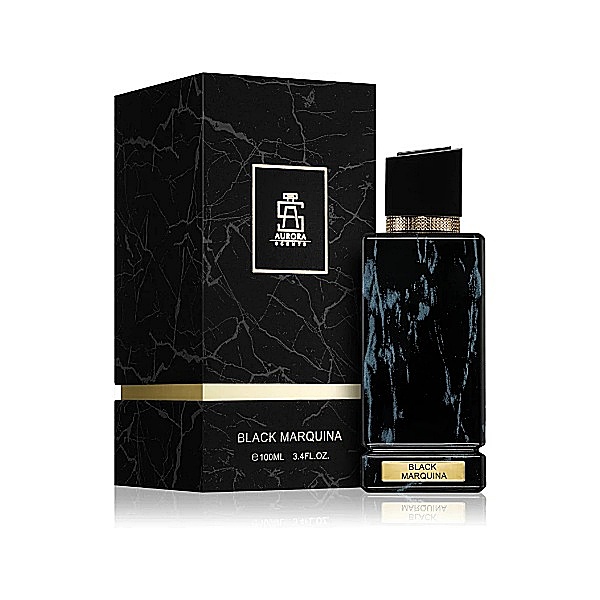 AURORA
SCENTS
BLACK MARQUINA
℮100ML 3.4FL.OZ.
BLACK
MARQUINA